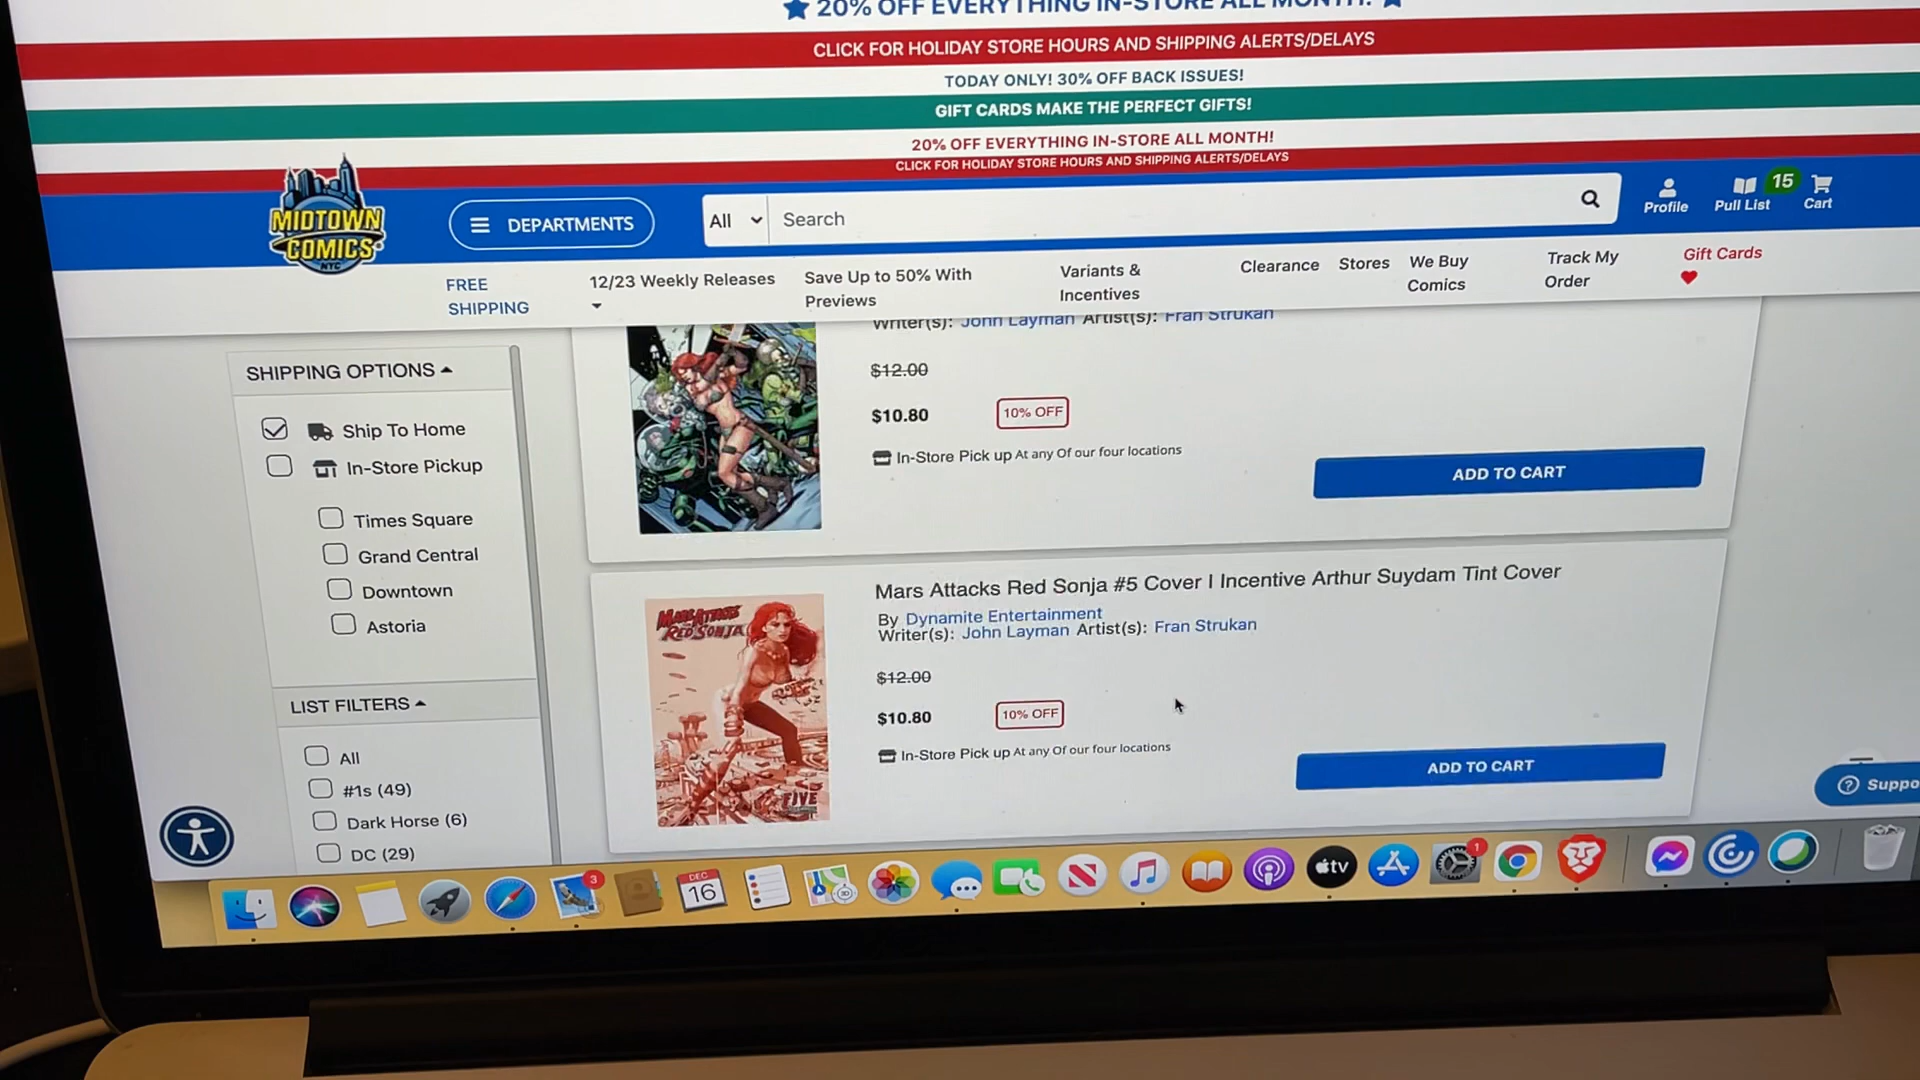 20% OFF EVERYTHING IN-STORE ALL MONTH!
CLICK FOR HOLIDAY STORE HOURS AND SHIPPING ALERTS/DELAYS
TODAY ONLY! 30% OFF BACK ISSUES!
GIFT CARDS MAKE THE PERFECT GIFTS!
20% OFF EVERYTHING IN-STORE ALL MONTH!
CLICK FOR HOLIDAY STORE HOURS AND SHIPPING ALERTS/DELAYS
MIDTOWN
COMICS
NYC
DEPARTMENTS
All
Search
Profile
Pull List
15
Cart
FREE
SHIPPING
12/23 Weekly Releases
Save Up to 50% With
Previews
Variants &
Incentives
Clearance
Stores
We Buy
Comics
Track My
Order
Gift Cards
SHIPPING OPTIONS
Ship To Home
In-Store Pickup
Times Square
Grand Central
Downtown
Astoria
LIST FILTERS
All
#1s (49)
Dark Horse (6)
DC (29)
Writer(s): John Layman Artist(s): Fran Strukan
$12.00
$10.80
10% OFF
In-Store Pick up At any Of our four locations
ADD TO CART
MARS ATTACKS
RED SONJA
FIVE
Mars Attacks Red Sonja #5 Cover I Incentive Arthur Suydam Tint Cover
By Dynamite Entertainment
Writer(s): John Layman Artist(s): Fran Strukan
$12.00
$10.80
10% OFF
In-Store Pick up At any Of our four locations
ADD TO CART
Suppo
3
DEC
16
tv
1